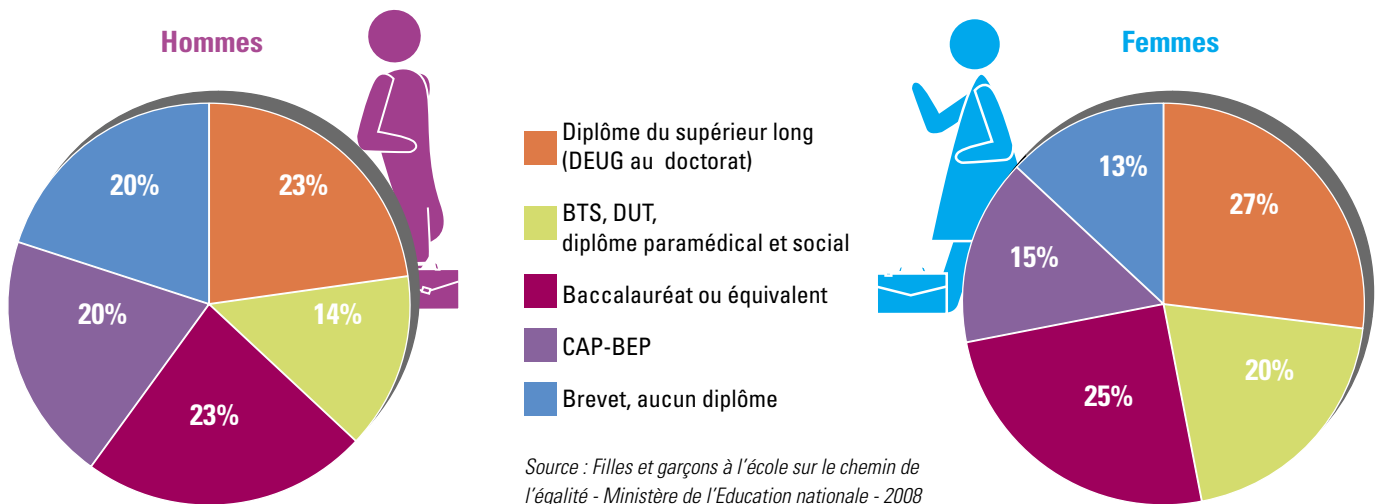 Hommes
23%
14%
23%
20%
20%
Diplôme du supérieur long
(DEUG au doctorat)
BTS, DUT,
diplôme paramédical et social
Baccalauréat ou équivalent
CAP-BEP
Brevet, aucun diplôme
Source : Filles et garçons à l'école sur le chemin de
l'égalité - Ministère de l'Education nationale - 2008
Femmes
27%
20%
25%
15%
13%